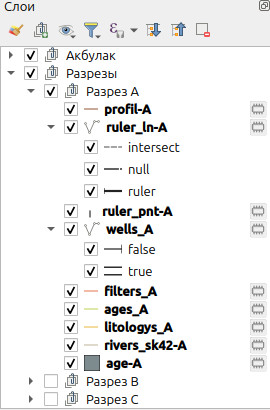 Слои
Акбулак
Разрезы
Разрез A
profil-A
ruler_ln-A
intersect
null
ruler
ruler_pnt-A
wells_A
false
true
filters_A
ages_A
litologys_A
rivers_sk42-A
age-A
Разрез B
Разрез C